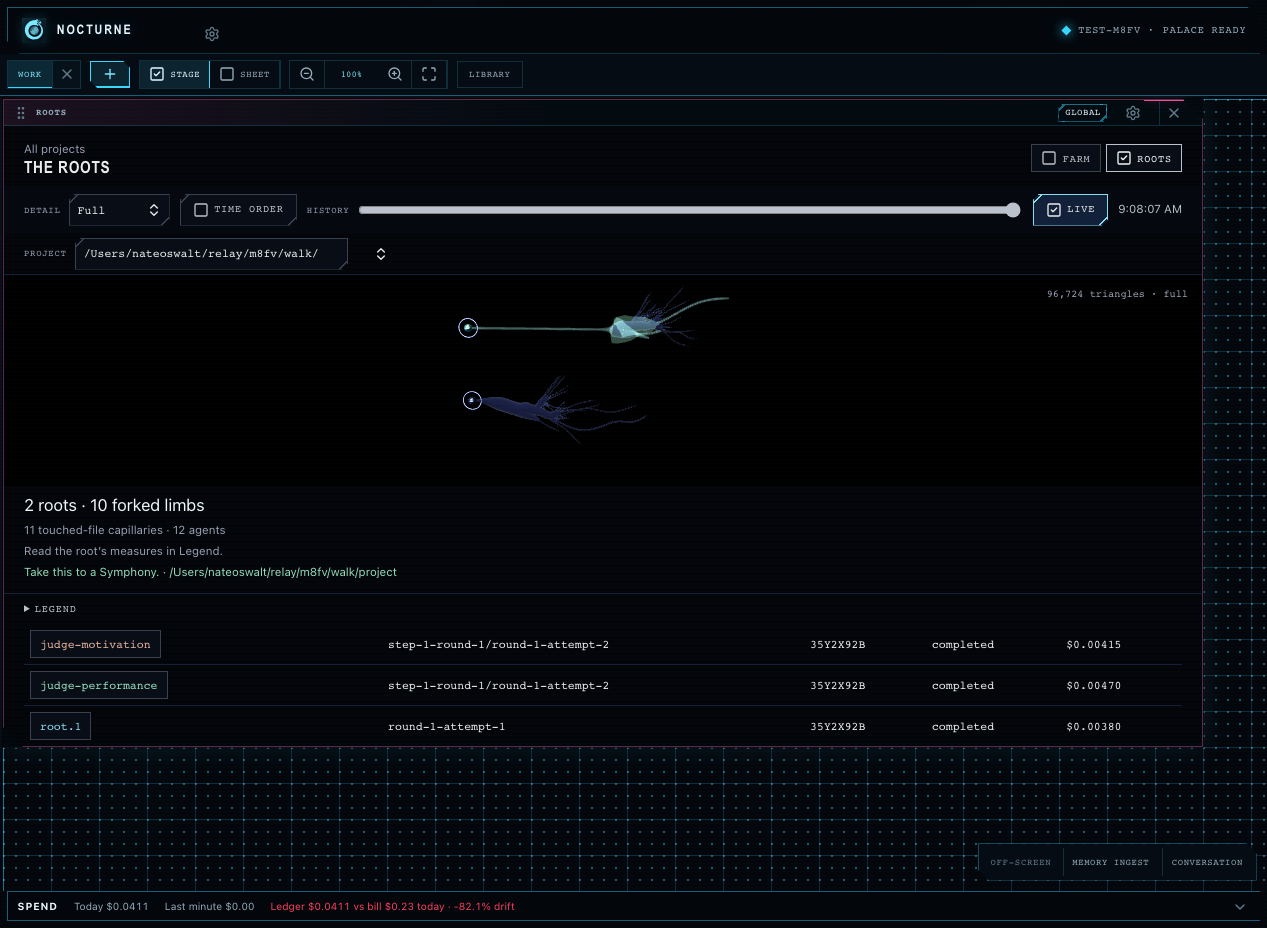 NOCTURNE
TEST-M8FV · PALACE READY
WORK
STAGE
SHEET
100%
LIBRARY
ROOTS
GLOBAL
All projects
THE ROOTS
FARM
ROOTS
DETAIL
Full
TIME ORDER
HISTORY
LIVE
9:08:07 AM
PROJECT
/Users/nateoswalt/relay/m8fv/walk/
96,724 triangles · full
2 roots · 10 forked limbs
11 touched-file capillaries · 12 agents
Read the root's measures in Legend.
Take this to a Symphony. · /Users/nateoswalt/relay/m8fv/walk/project
LEGEND
judge-motivation step-1-round-1/round-1-attempt-2 35Y2X92B completed $0.00415
judge-performance step-1-round-1/round-1-attempt-2 35Y2X92B completed $0.00470
root.1 round-1-attempt-1 35Y2X92B completed $0.00380
OFF-SCREEN
MEMORY INGEST
CONVERSATION
SPEND Today $0.0411 Last minute $0.00 Ledger $0.0411 vs bill $0.23 today · -82.1% drift